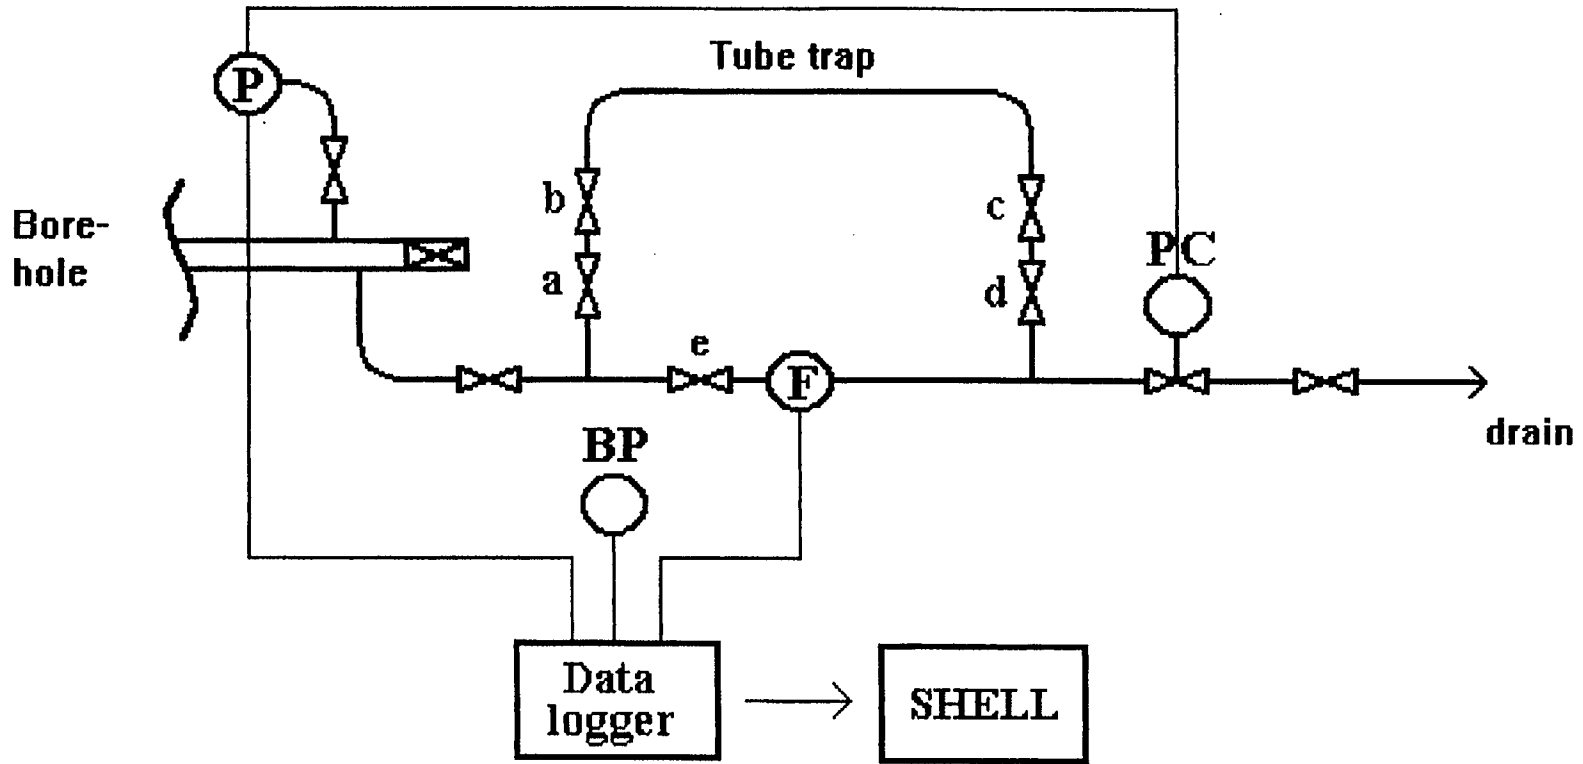 Tube trap
P
b
c
Bore-
hole
a
d
PC
e
F
drain
BP
Data
logger
SHELL